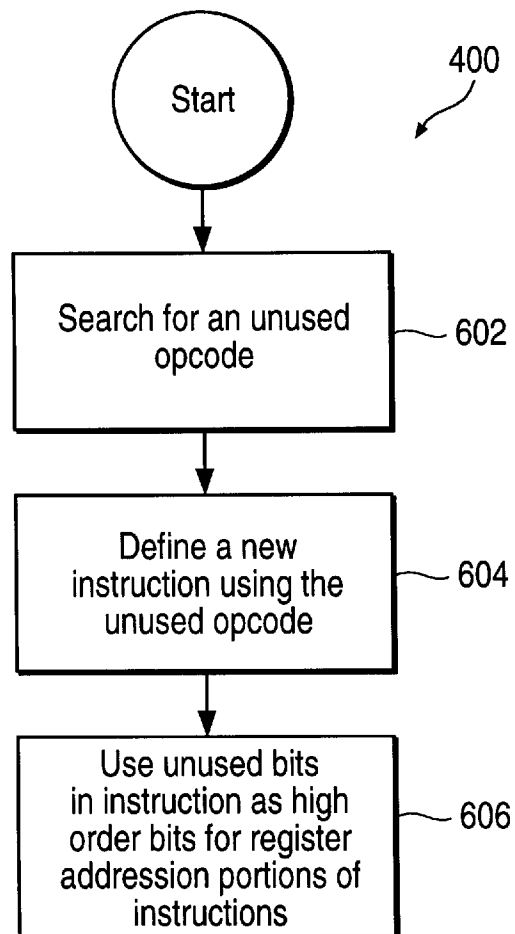 Start
400
Search for an unused
opcode
602
Define a new
instruction using the
unused opcode
604
Use unused bits
in instruction as high
order bits for register
addression portions of
instructions
606